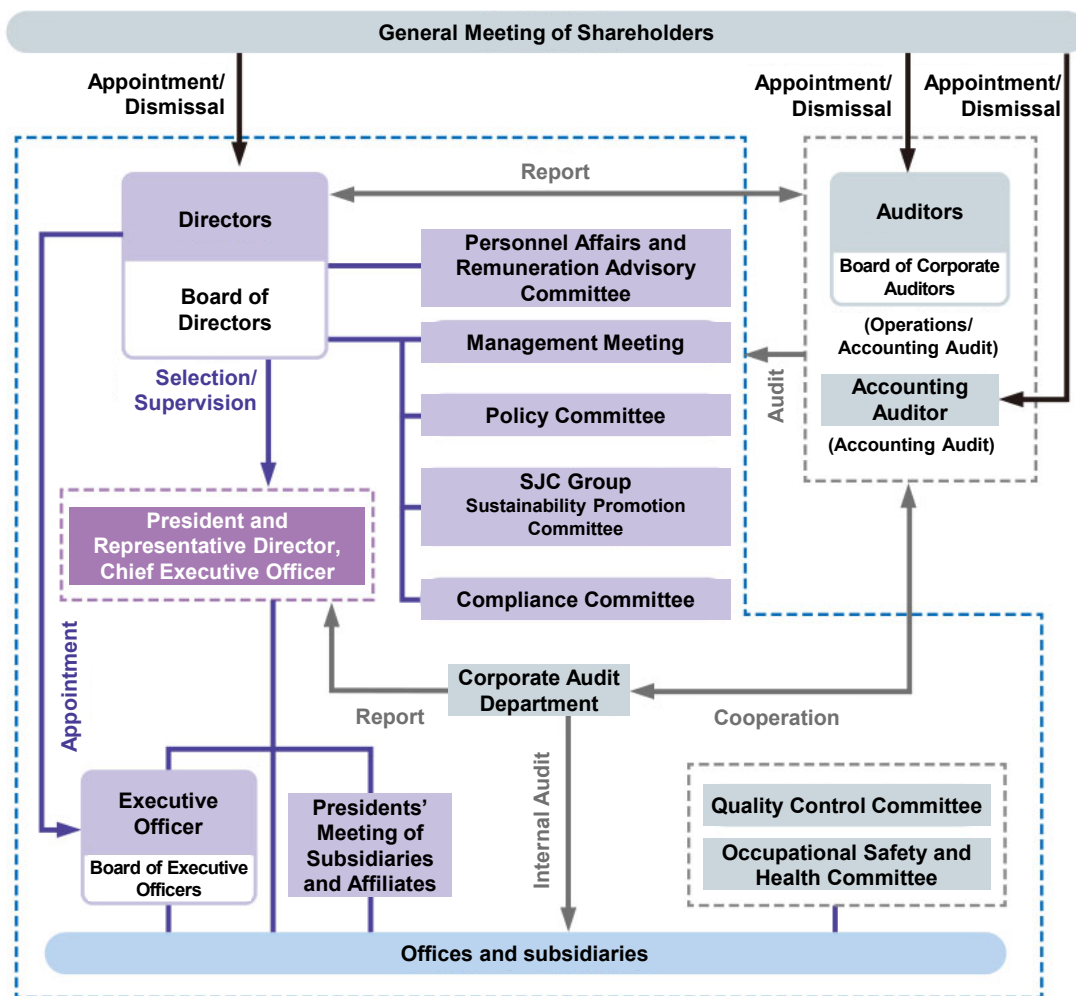 General Meeting of Shareholders
Appointment/
Dismissal
Appointment/
Dismissal
Appointment/
Dismissal
Report
Directors
Board of
Directors
Personnel Affairs and
Remuneration Advisory
Committee
Auditors
Board of Corporate
Auditors
(Operations/
Accounting Audit)
Management Meeting
Selection/
Supervision
Audit
Policy Committee
Accounting
Auditor
(Accounting Audit)
SJC Group
Sustainability Promotion
Committee
President and
Representative Director,
Chief Executive Officer
Compliance Committee
Appointment
Corporate Audit
Department
Report
Cooperation
Internal Audit
Executive
Officer
Board of Executive
Officers
Presidents’
Meeting of
Subsidiaries
and Affiliates
Quality Control Committee
Occupational Safety and
Health Committee
Offices and subsidiaries